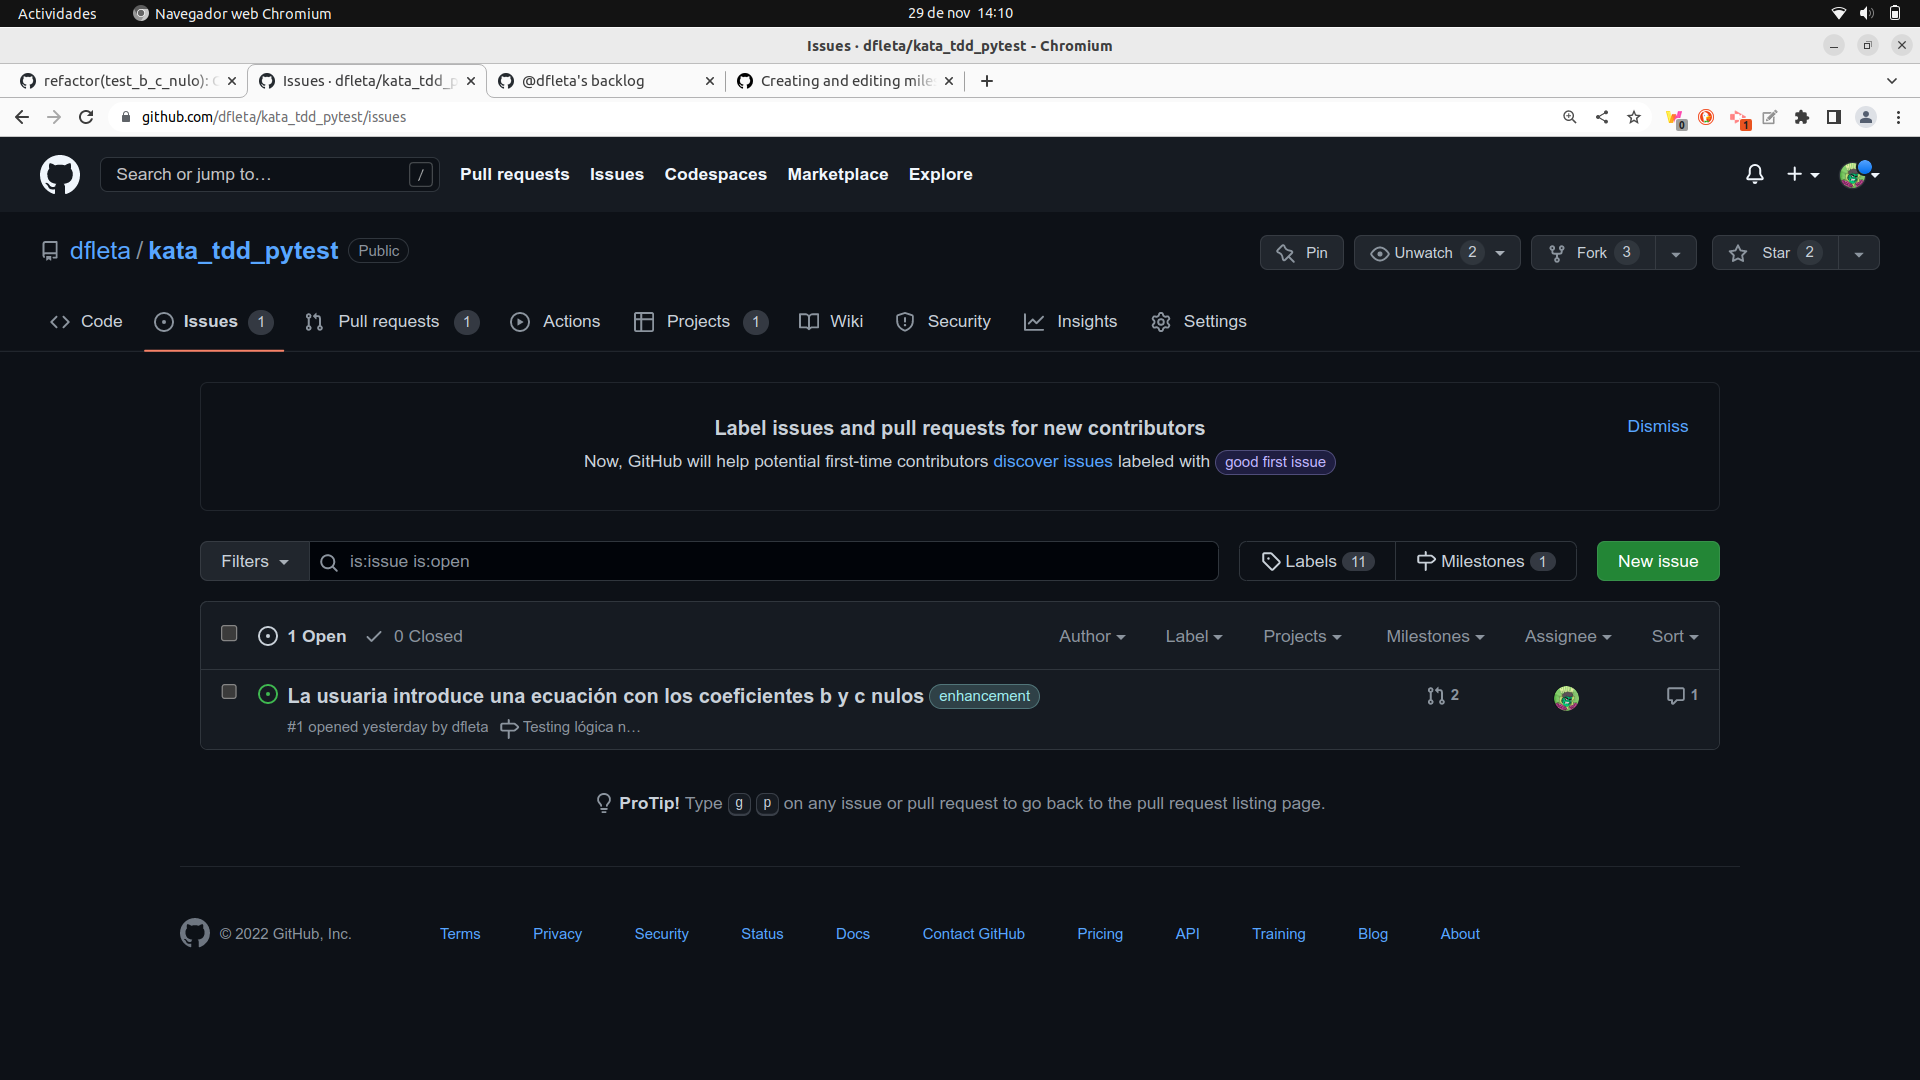 Actividades Navegador web Chromium 29 de nov 14:10
Issues · dfleta/kata_tdd_pytest - Chromium
refactor(test_b_c_nulo): Issues · dfleta/kata_tdd_p @dfleta's backlog Creating and editing mile
github.com/dfleta/kata_tdd_pytest/issues 0 1
Search or jump to… / Pull requests Issues Codespaces Marketplace Explore
dfleta / kata_tdd_pytest Public Pin Unwatch 2 Fork 3 Star 2
Code Issues 1 Pull requests 1 Actions Projects 1 Wiki Security Insights Settings
Label issues and pull requests for new contributors Dismiss
Now, GitHub will help potential first-time contributors discover issues labeled with good first issue
Filters is:issue is:open Labels 11 Milestones 1 New issue
1 Open 0 Closed Author Label Projects Milestones Assignee Sort
La usuaria introduce una ecuación con los coeficientes b y c nulos enhancement 2 1
#1 opened yesterday by dfleta Testing lógica n…
ProTip! Type g p on any issue or pull request to go back to the pull request listing page.
© 2022 GitHub, Inc. Terms Privacy Security Status Docs Contact GitHub Pricing API Training Blog About